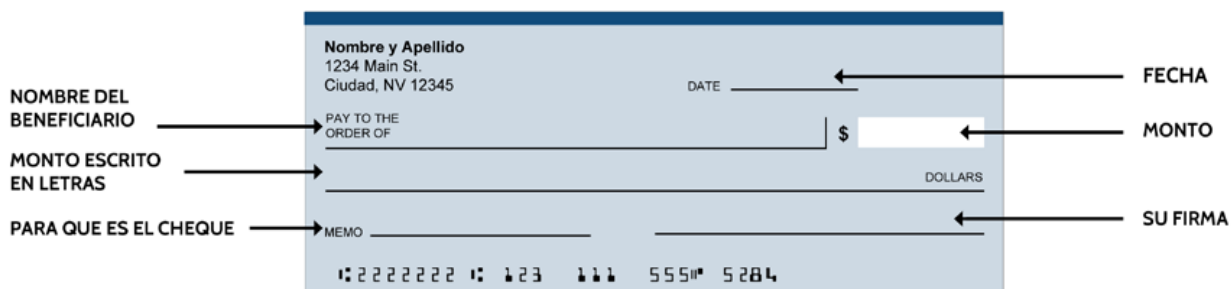 Nombre y Apellido
1234 Main St.
Ciudad, NV 12345
DATE
FECHA
NOMBRE DEL
BENEFICIARIO
PAY TO THE
ORDER OF
$
MONTO
MONTO ESCRITO
EN LETRAS
DOLLARS
PARA QUE ES EL CHEQUE
MEMO
SU FIRMA
⑆2222222 ⑆ 123 111 555⑈ 5284